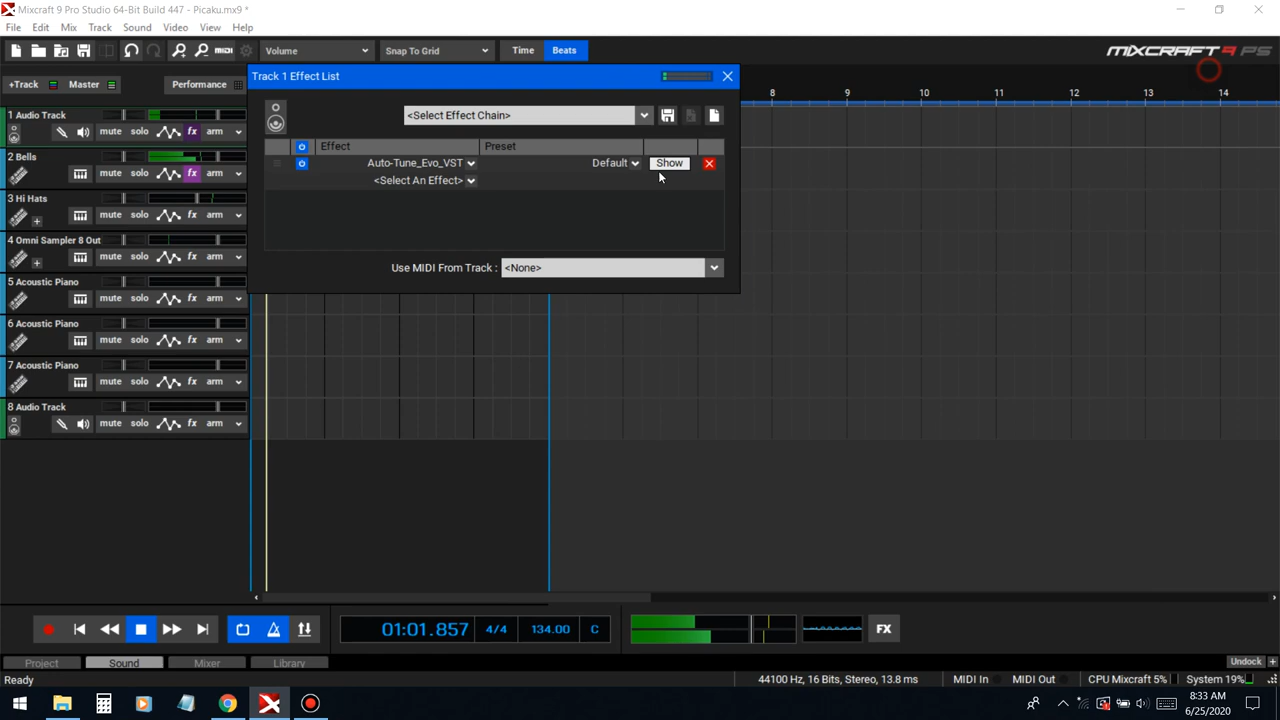 Mixcraft 9 Pro Studio 64-Bit Build 447 - Picaku.mx9 *
File Edit Mix Track Sound Video View Help
MIDI Volume Snap To Grid Time Beats MIXCRAFT 9 PS
+Track Master Performance
Track 1 Effect List
<Select Effect Chain>
Effect Preset
Auto-Tune_Evo_VST Default Show
<Select An Effect>
Use MIDI From Track : <None>
8 9 10 11 12 13 14
1 Audio Track
mute solo fx arm
2 Bells
mute solo fx arm
3 Hi Hats
mute solo fx arm
4 Omni Sampler 8 Out
mute solo fx arm
5 Acoustic Piano
mute solo fx arm
6 Acoustic Piano
mute solo fx arm
7 Acoustic Piano
mute solo fx arm
8 Audio Track
mute solo fx arm
01:01.857 4/4 134.00 C FX
Project Sound Mixer Library Undock
Ready 44100 Hz, 16 Bits, Stereo, 13.8 ms MIDI In MIDI Out CPU Mixcraft 5% System 19%
8:33 AM
6/25/2020